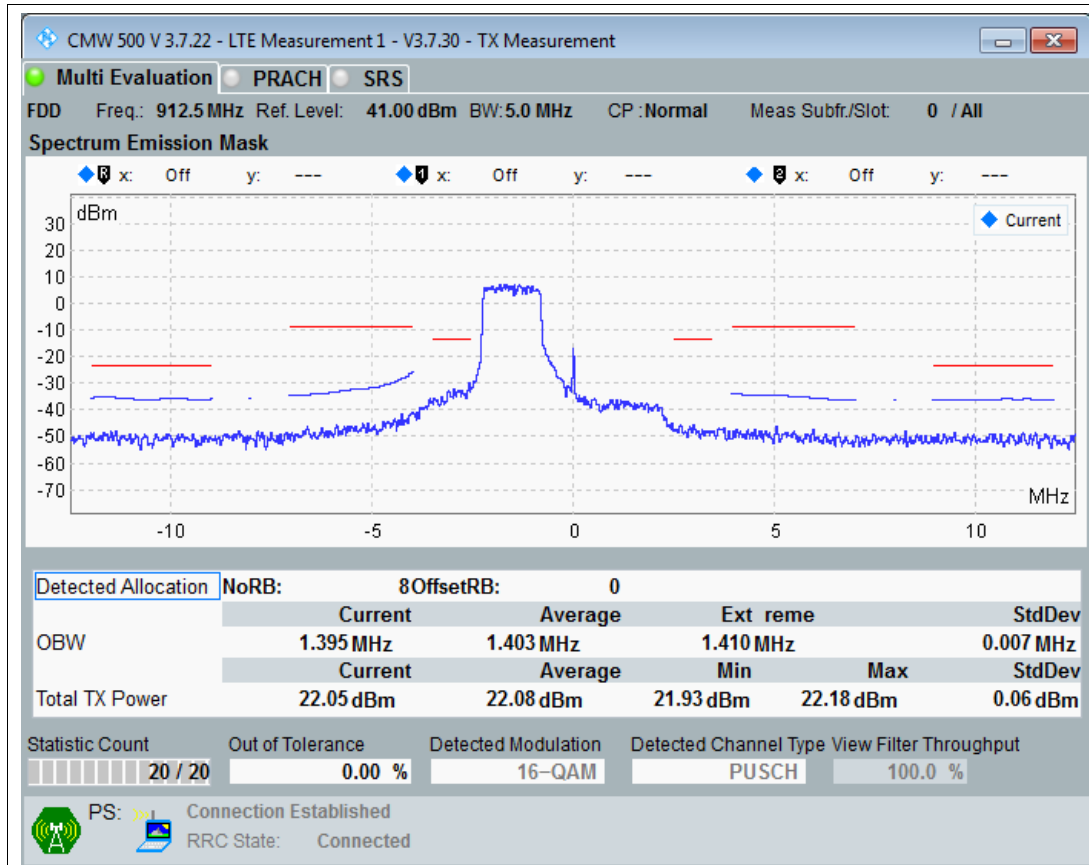 CMW 500 V 3.7.22 - LTE Measurement 1 - V3.7.30 - TX Measurement
Multi Evaluation PRACH SRS
FDD Freq.: 912.5 MHz Ref. Level: 41.00 dBm BW: 5.0 MHz CP : Normal Meas Subfr./Slot: 0 / All
Spectrum Emission Mask
R x: Off y: --- 1 x: Off y: --- 2 x: Off y: ---
dBm
Current
30
20
10
0
-10
-20
-30
-40
-50
-60
-70
MHz
-10 -5 0 5 10
Detected Allocation NoRB: 8 OffsetRB: 0
Current Average Ext reme StdDev
OBW 1.395 MHz 1.403 MHz 1.410 MHz 0.007 MHz
Current Average Min Max StdDev
Total TX Power 22.05 dBm 22.08 dBm 21.93 dBm 22.18 dBm 0.06 dBm
Statistic Count Out of Tolerance Detected Modulation Detected Channel Type View Filter Throughput
20 / 20 0.00 % 16-QAM PUSCH 100.0 %
PS: Connection Established
RRC State: Connected